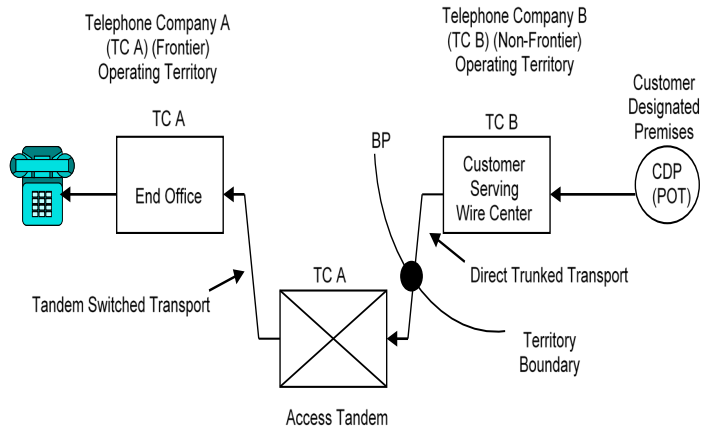 Telephone Company A
(TC A) (Frontier)
Operating Territory
Telephone Company B
(TC B) (Non-Frontier)
Operating Territory
Customer
Designated
Premises
TC A
BP
TC B
End Office
Customer
Serving
Wire Center
CDP
(POT)
Tandem Switched Transport
TC A
Direct Trunked Transport
Territory
Boundary
Access Tandem